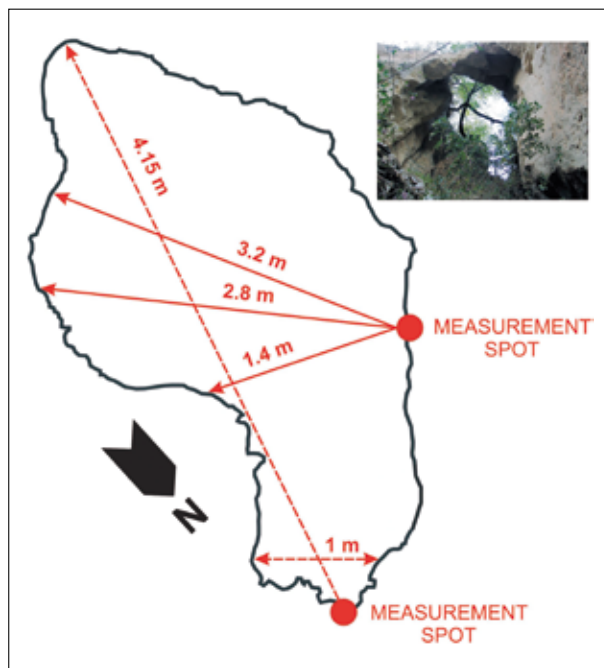 4.15 m
3.2 m
2.8 m
1.4 m
MEASUREMENT
SPOT
N
1 m
MEASUREMENT
SPOT